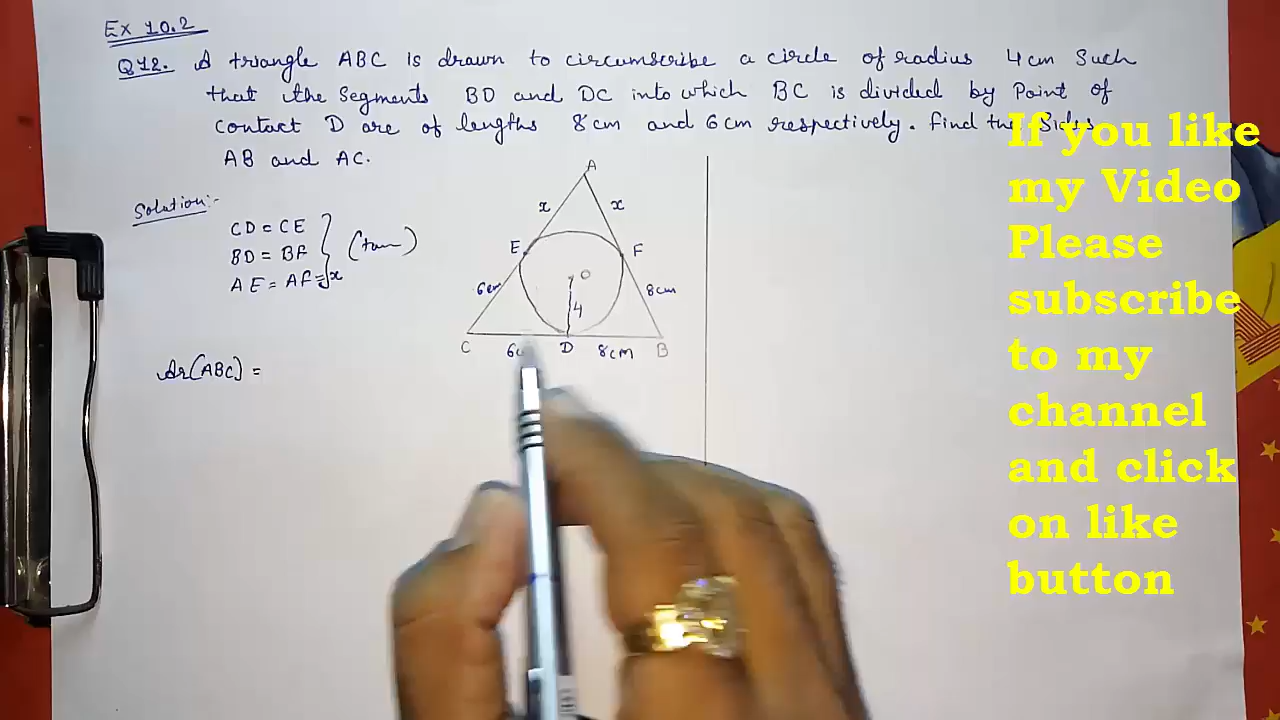 Ex 10.2
Q12. A triangle ABC is drawn to circumscribe a circle of radius 4cm Such
that the Segments BD and DC into which BC is divided by Point of
contact D are of lengths 8cm and 6cm respectively. Find the Sides
AB and AC.
Solution:-
CD = CE
BD = BF
AE = AF = x
(tan)
Ar(ABC) =
A
x
x
E
F
O
6cm
4
8cm
C
D
8cm
B
If you like
my Video
Please
subscribe
to my
channel
and click
on like
button